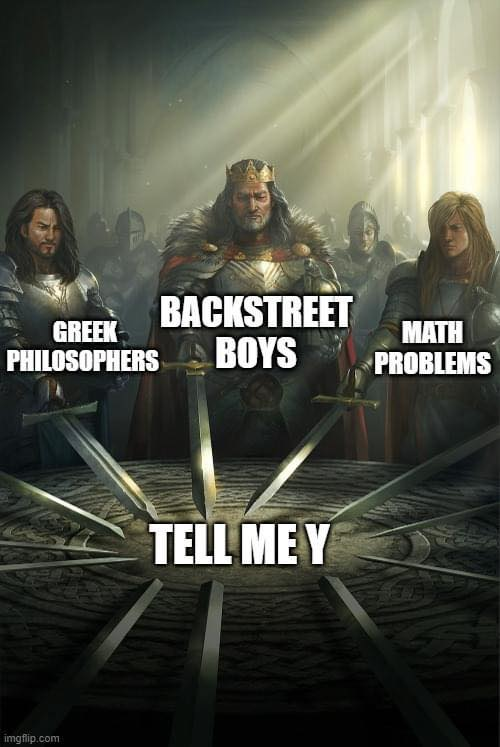 GREEK
PHILOSOPHERS
BACKSTREET
BOYS
MATH
PROBLEMS
TELL ME Y
imgflip.com